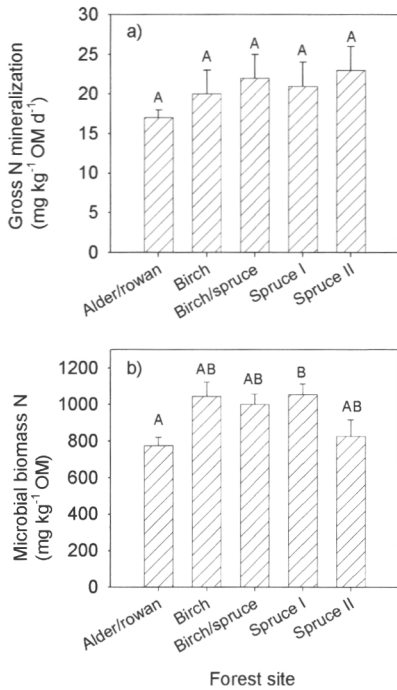 a)
Gross N mineralization
(mg kg⁻¹ OM d⁻¹)
30
25
20
15
10
5
0
A
A
A
A
A
Alder/rowan
Birch
Birch/spruce
Spruce I
Spruce II
b)
Microbial biomass N
(mg kg⁻¹ OM)
1200
1000
800
600
400
200
0
A
AB
AB
B
AB
Alder/rowan
Birch
Birch/spruce
Spruce I
Spruce II
Forest site